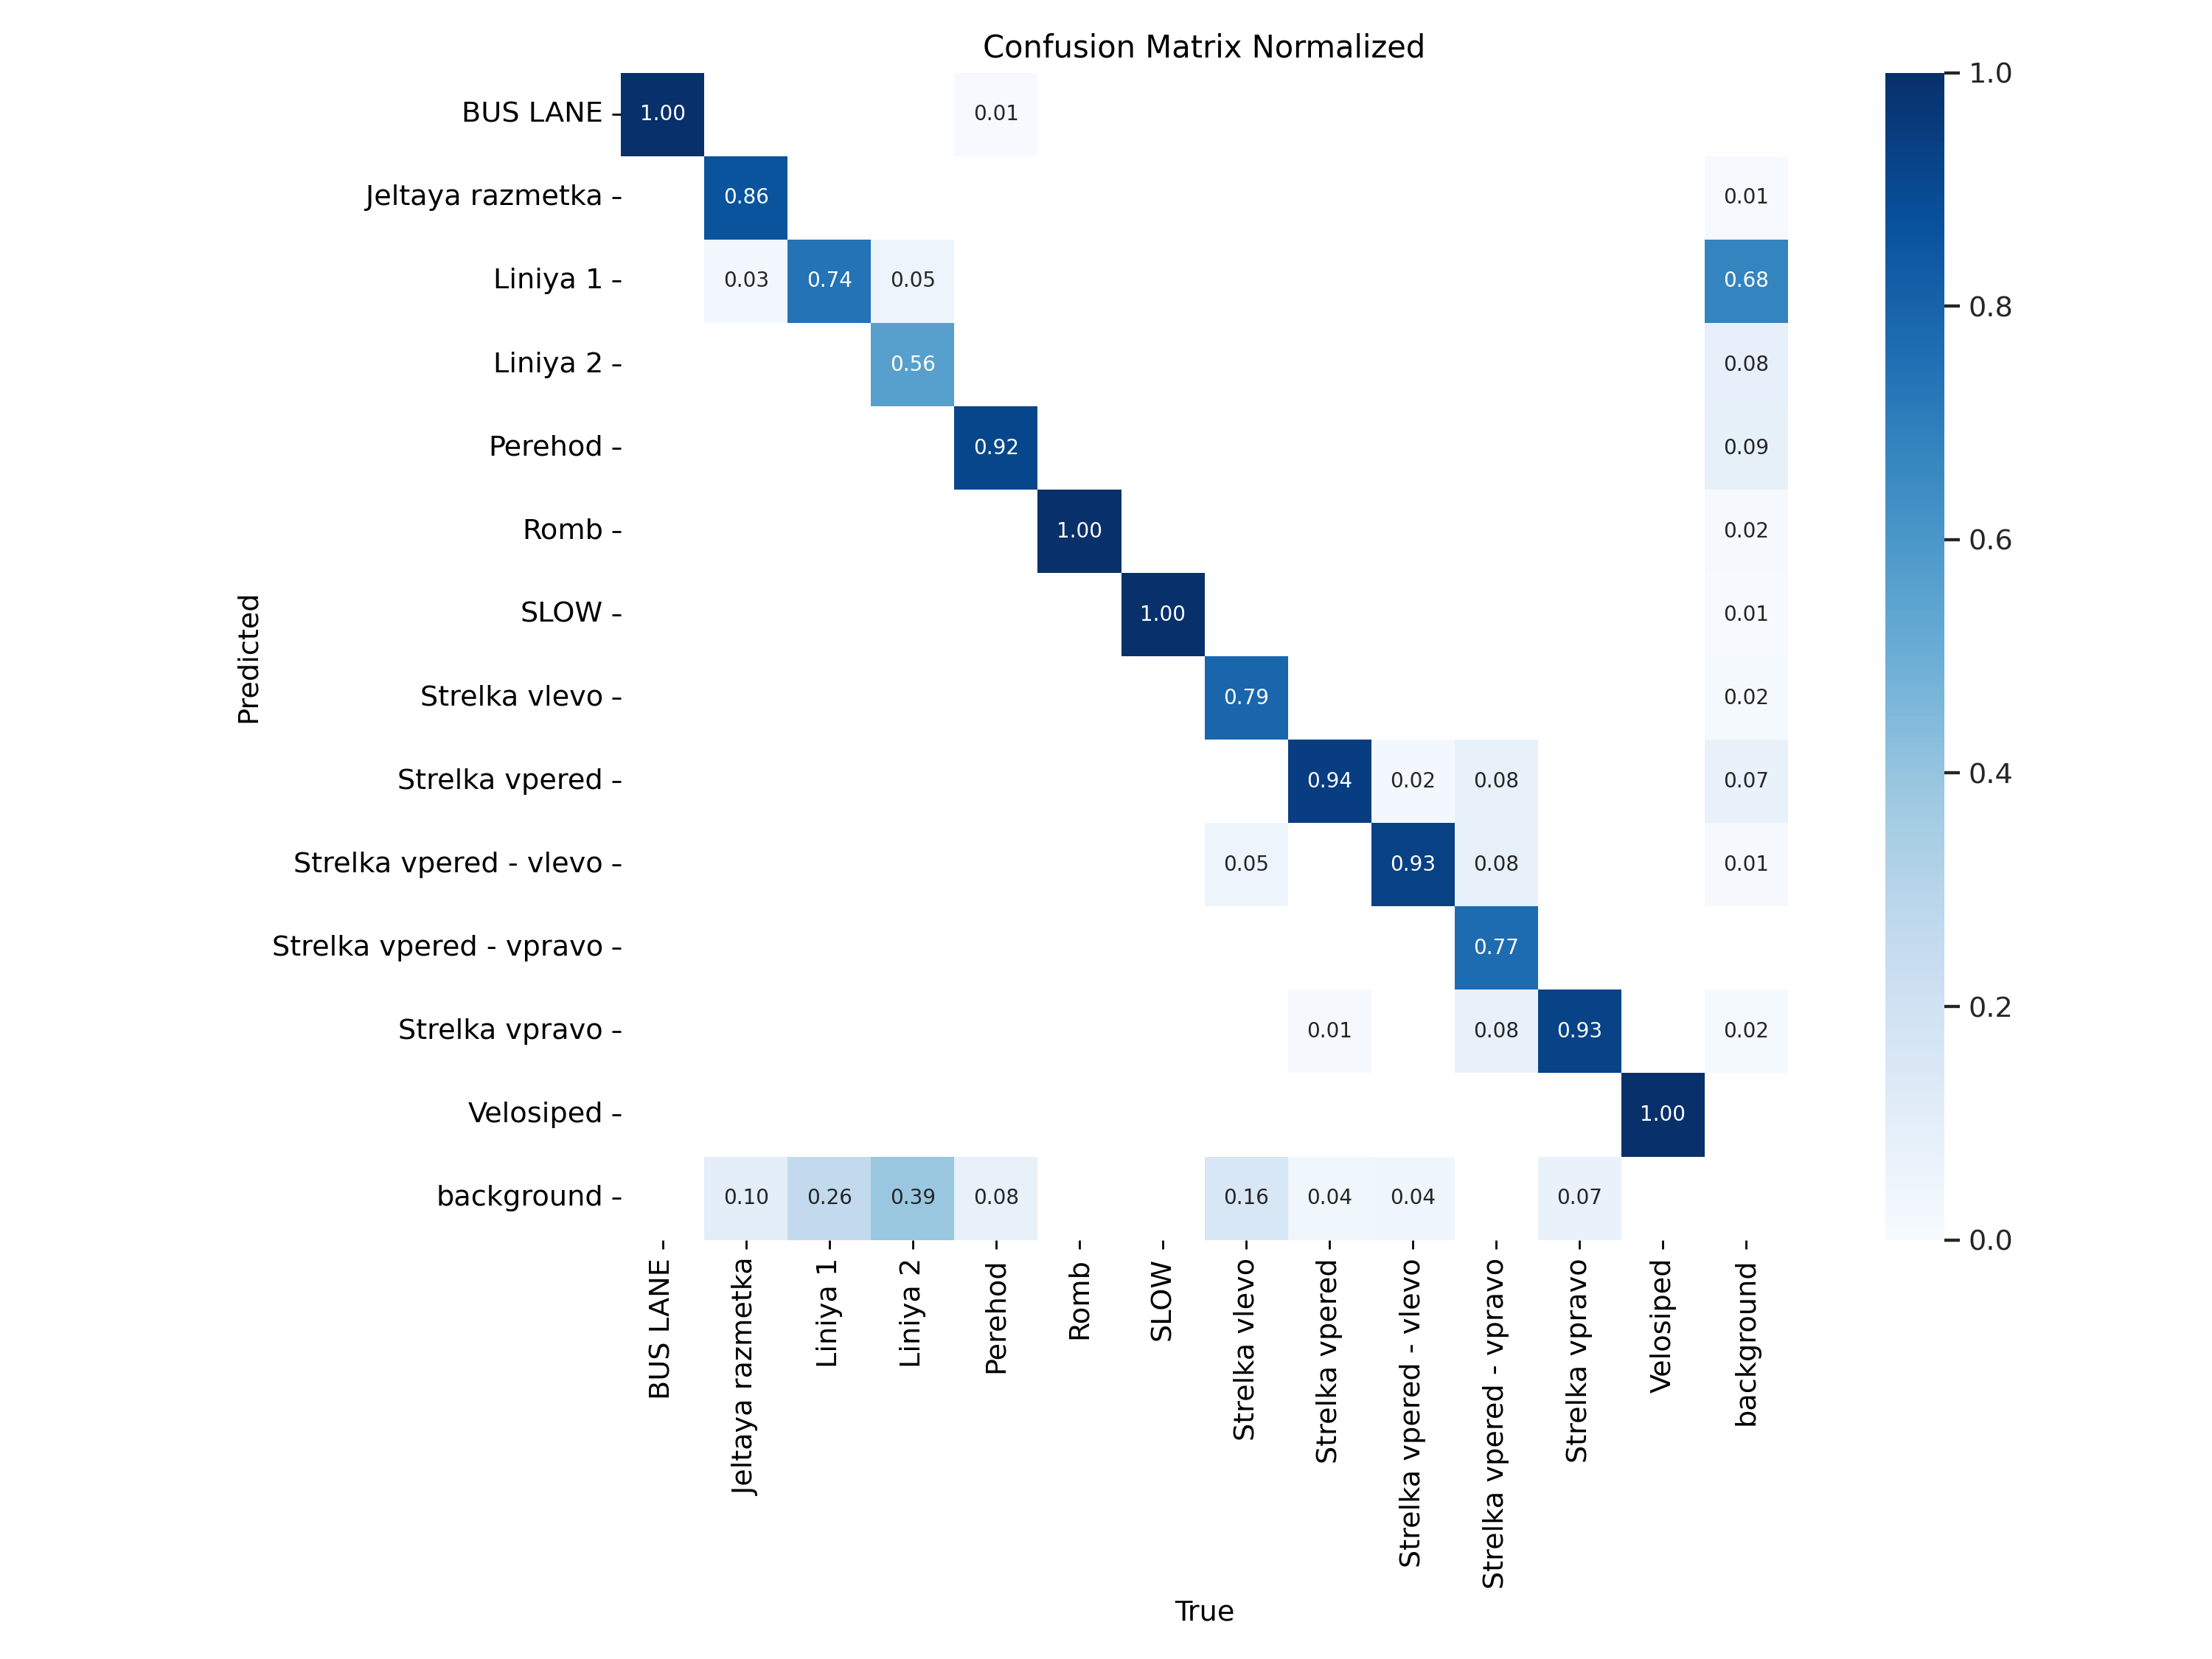 Confusion Matrix Normalized
BUS LANE 1.00 0.01
Jeltaya razmetka 0.86 0.01
Liniya 1 0.03 0.74 0.05 0.68
Liniya 2 0.56 0.08
Perehod 0.92 0.09
Romb 1.00 0.02
SLOW 1.00 0.01
Strelka vlevo 0.79 0.02
Strelka vpered 0.94 0.02 0.08 0.07
Strelka vpered - vlevo 0.05 0.93 0.08 0.01
Strelka vpered - vpravo 0.77
Strelka vpravo 0.01 0.08 0.93 0.02
Velosiped 1.00
background 0.10 0.26 0.39 0.08 0.16 0.04 0.04 0.07
Predicted
BUS LANE
Jeltaya razmetka
Liniya 1
Liniya 2
Perehod
Romb
SLOW
Strelka vlevo
Strelka vpered
Strelka vpered - vlevo
Strelka vpered - vpravo
Strelka vpravo
Velosiped
background
True
1.0
0.8
0.6
0.4
0.2
0.0